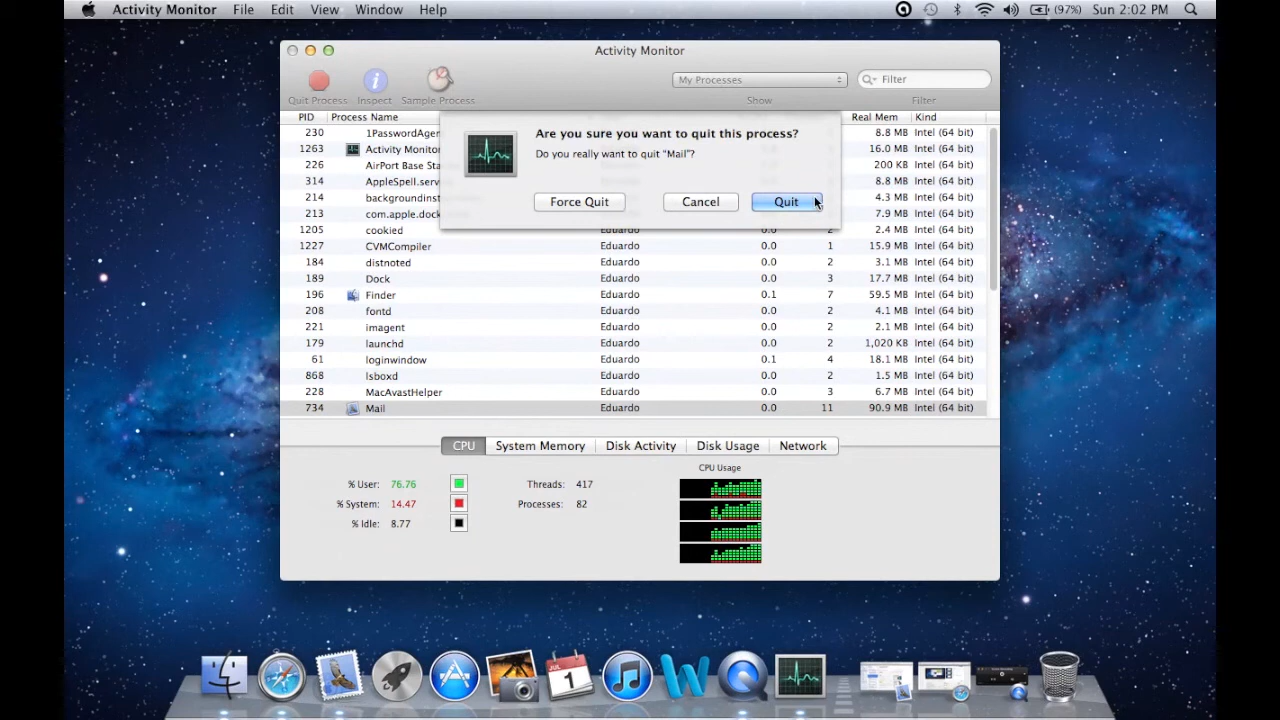 Activity Monitor File Edit View Window Help (97%) Sun 2:02 PM
Activity Monitor
My Processes Filter
Quit Process Inspect Sample Process Show Filter
PID Process Name Real Mem Kind
Are you sure you want to quit this process?
Do you really want to quit “Mail”?
Force Quit Cancel Quit
230 1PasswordAger 8.8 MB Intel (64 bit)
1263 Activity Monito 16.0 MB Intel (64 bit)
226 AirPort Base Sta 200 KB Intel (64 bit)
314 AppleSpell.serv 8.8 MB Intel (64 bit)
214 backgroundinst 4.3 MB Intel (64 bit)
213 com.apple.dock 7.9 MB Intel (64 bit)
1205 cookied Eduardo 0.0 2 2.4 MB Intel (64 bit)
1227 CVMCompiler Eduardo 0.0 1 15.9 MB Intel (64 bit)
184 distnoted Eduardo 0.0 2 3.1 MB Intel (64 bit)
189 Dock Eduardo 0.0 3 17.7 MB Intel (64 bit)
196 Finder Eduardo 0.1 7 59.5 MB Intel (64 bit)
208 fontd Eduardo 0.0 2 4.1 MB Intel (64 bit)
221 imagent Eduardo 0.0 2 2.1 MB Intel (64 bit)
179 launchd Eduardo 0.0 2 1,020 KB Intel (64 bit)
61 loginwindow Eduardo 0.1 4 18.1 MB Intel (64 bit)
868 lsboxd Eduardo 0.0 2 1.5 MB Intel (64 bit)
228 MacAvastHelper Eduardo 0.0 3 6.7 MB Intel (64 bit)
734 Mail Eduardo 0.0 11 90.9 MB Intel (64 bit)
CPU System Memory Disk Activity Disk Usage Network
CPU Usage
% User: 76.76 Threads: 417
% System: 14.47 Processes: 82
% Idle: 8.77
JUL
1
W